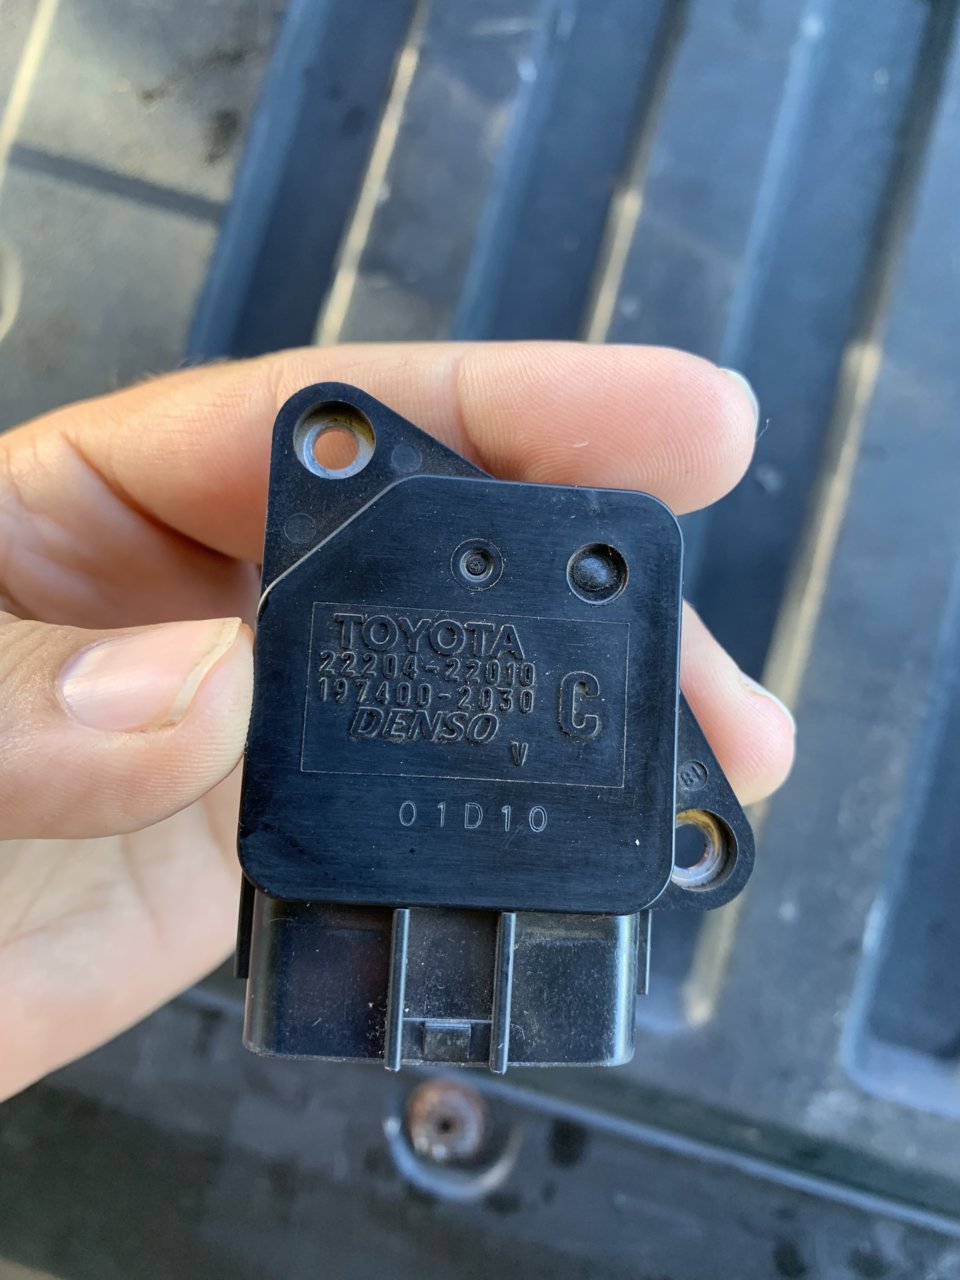 TOYOTA
22204-22010
197400-2030
DENSO
C
V
01D10